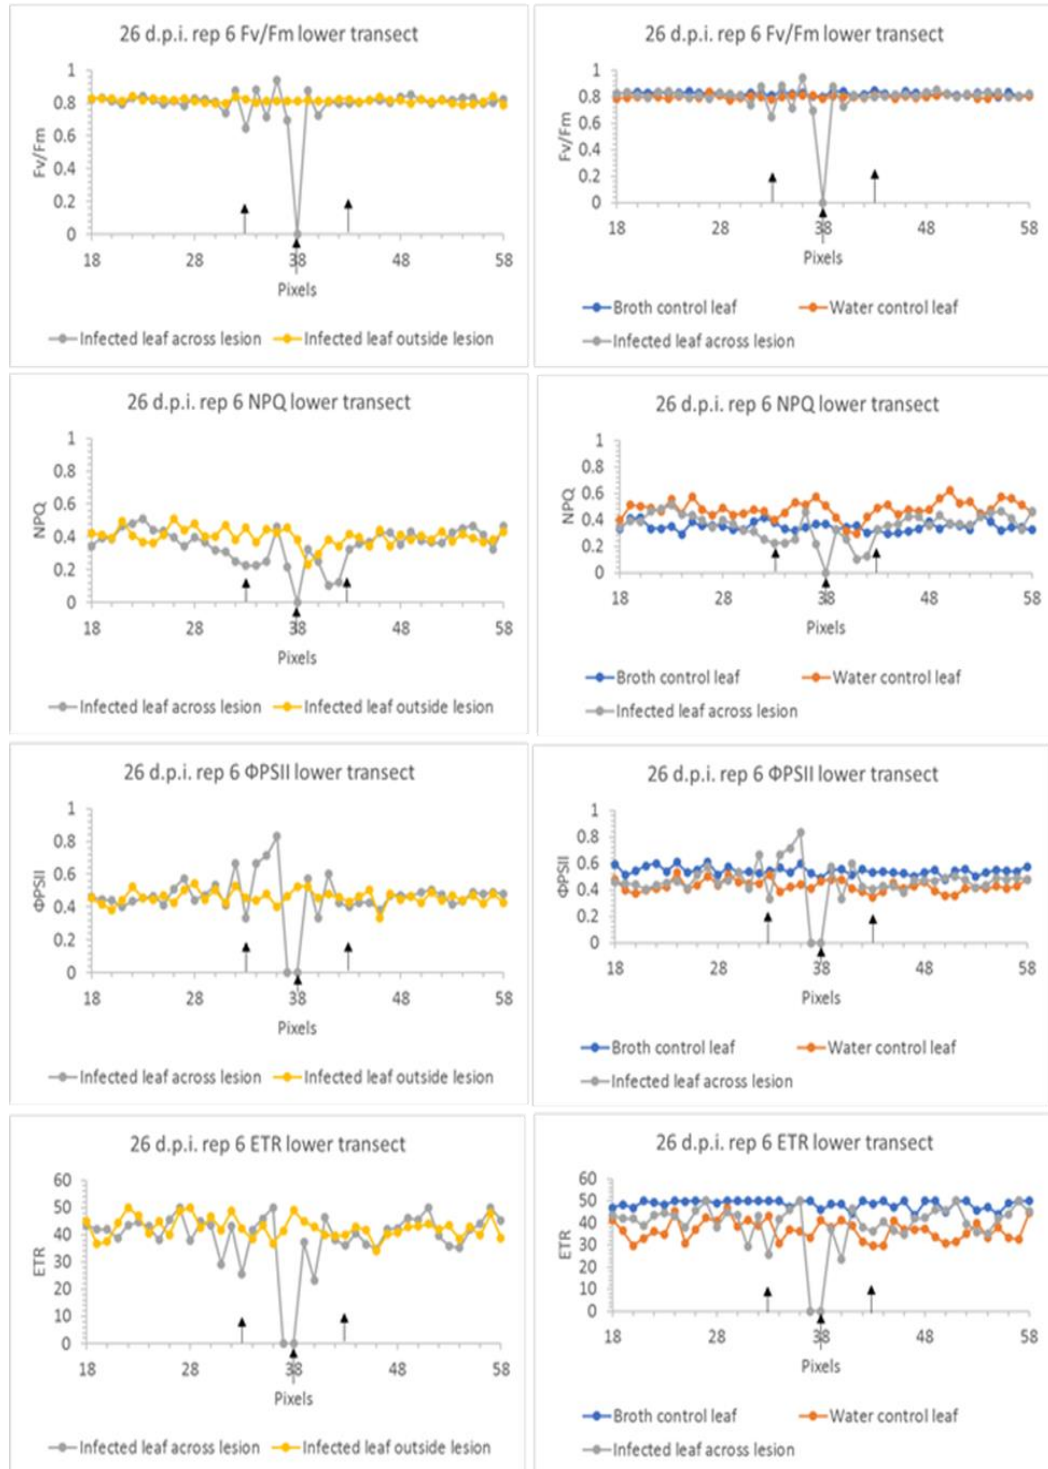 26 d.p.i. rep 6 Fv/Fm lower transect
1
0.8
0.6
0.4
0.2
0
Fv/Fm
18 28 38 48 58
Pixels
Infected leaf across lesion Infected leaf outside lesion
26 d.p.i. rep 6 Fv/Fm lower transect
1
0.8
0.6
0.4
0.2
0
Fv/Fm
18 28 38 48 58
Pixels
Broth control leaf Water control leaf
Infected leaf across lesion
26 d.p.i. rep 6 NPQ lower transect
1
0.8
0.6
0.4
0.2
0
NPQ
18 28 38 48 58
Pixels
Infected leaf across lesion Infected leaf outside lesion
26 d.p.i. rep 6 NPQ lower transect
1
0.8
0.6
0.4
0.2
0
NPQ
18 28 38 48 58
Pixels
Broth control leaf Water control leaf
Infected leaf across lesion
26 d.p.i. rep 6 ΦPSII lower transect
1
0.8
0.6
0.4
0.2
0
ΦPSII
18 28 38 48 58
Pixels
Infected leaf across lesion Infected leaf outside lesion
26 d.p.i. rep 6 ΦPSII lower transect
1
0.8
0.6
0.4
0.2
0
ΦPSII
18 28 38 48 58
Pixels
Broth control leaf Water control leaf
Infected leaf across lesion
26 d.p.i. rep 6 ETR lower transect
60
50
40
30
20
10
0
ETR
18 28 38 48 58
Pixels
Infected leaf across lesion Infected leaf outside lesion
26 d.p.i. rep 6 ETR lower transect
60
50
40
30
20
10
0
ETR
18 28 38 48 58
Pixels
Broth control leaf Water control leaf
Infected leaf across lesion